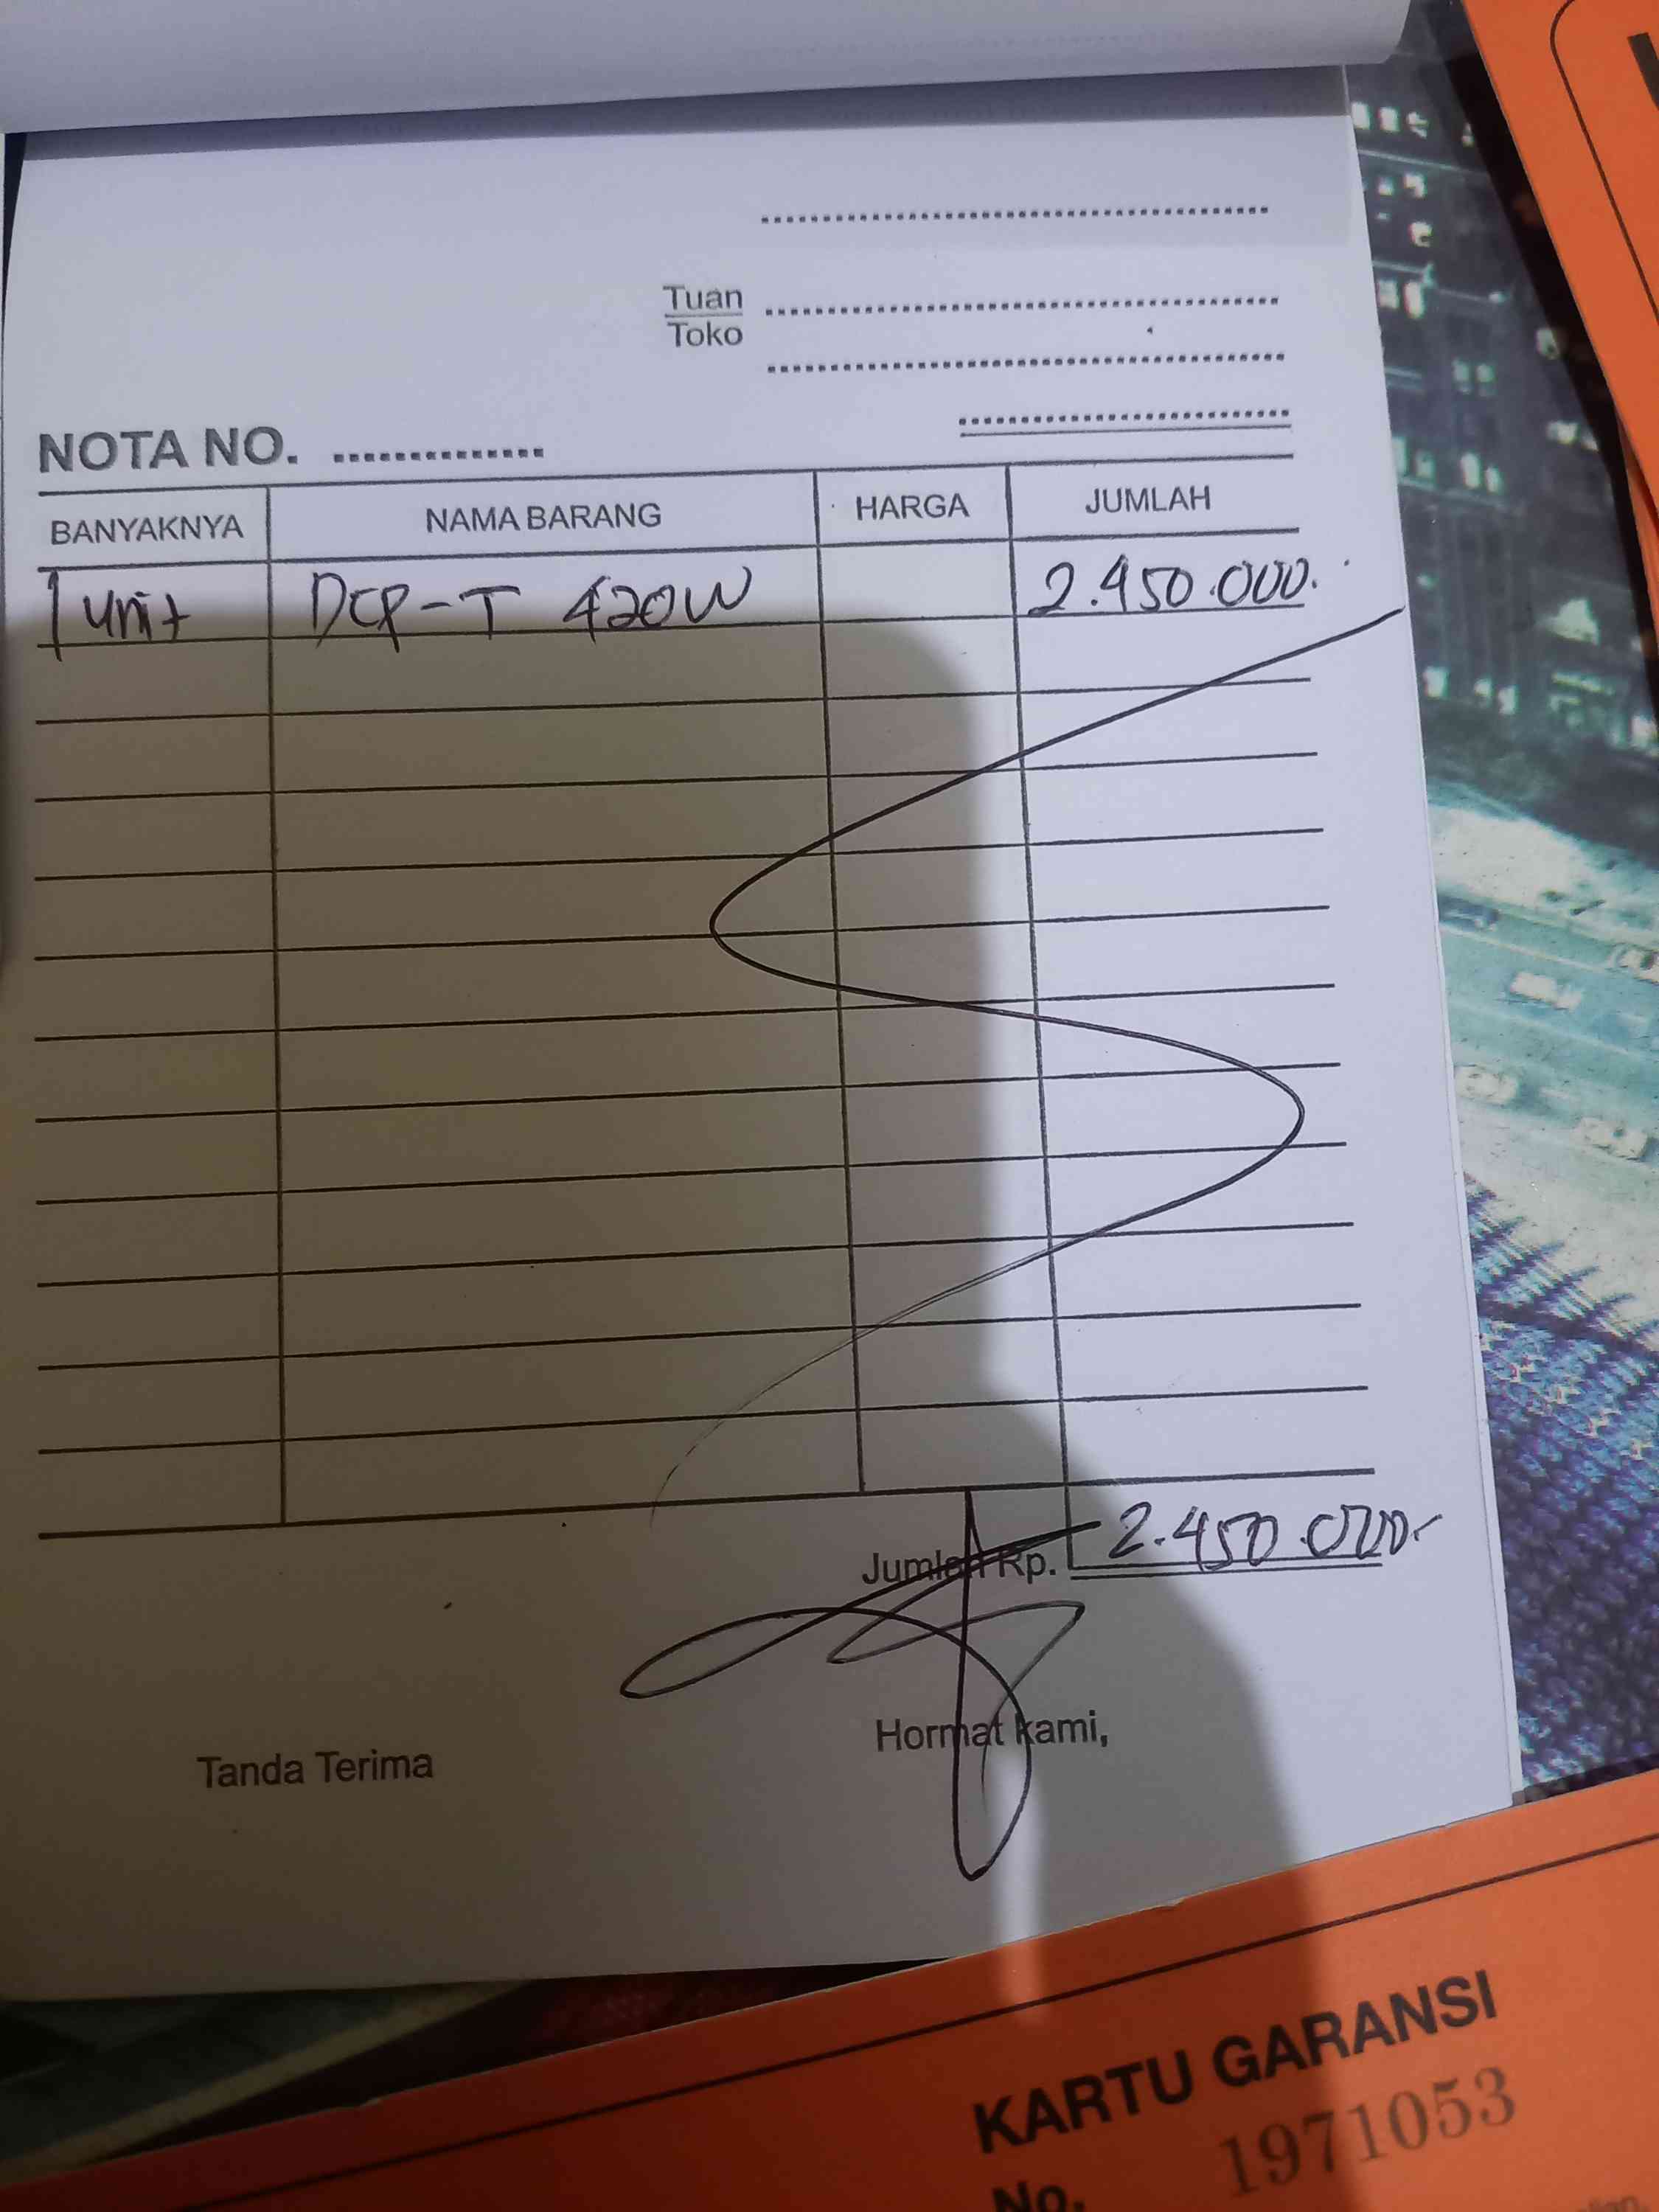 Tuan
Toko
NOTA NO.
BANYAKNYA NAMA BARANG HARGA JUMLAH
1 unit DCP-T 420W 2.450.000.
Jumlah Rp. 2.450.000.-
Tanda Terima Hormat kami,
KARTU GARANSI
No. 1971053